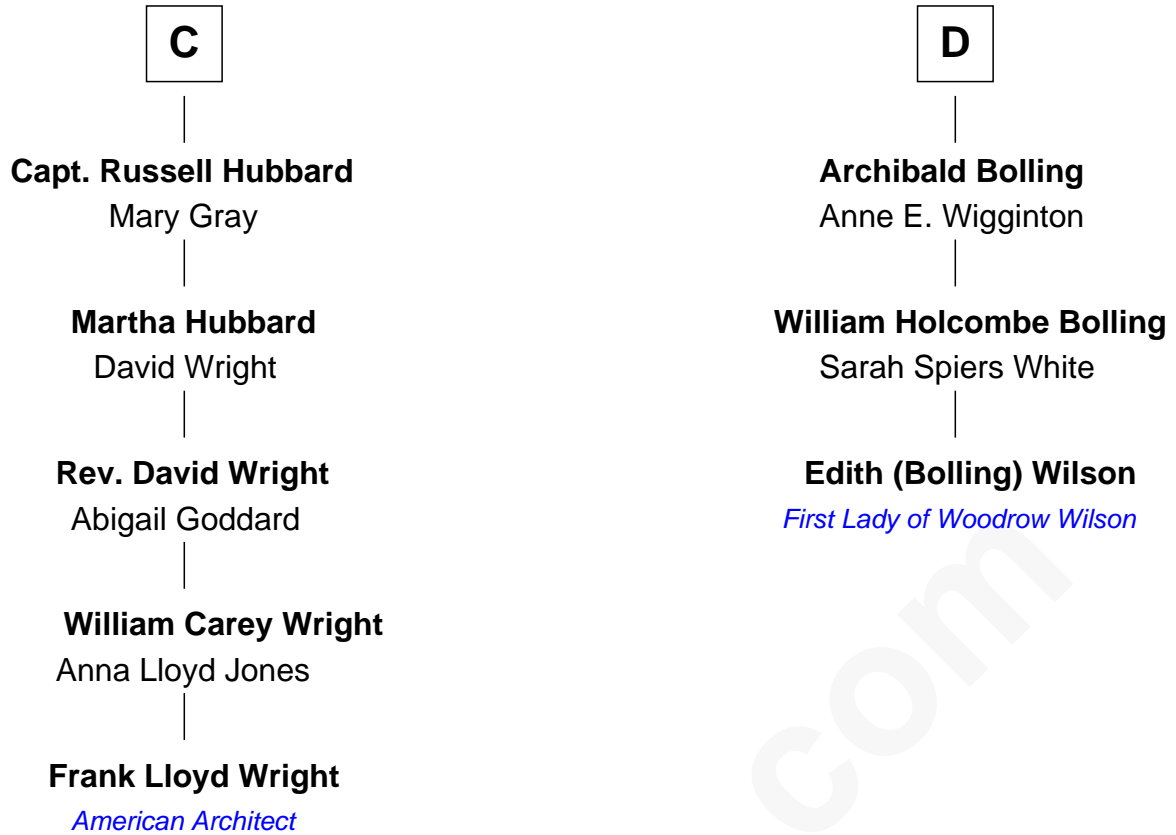 C
Capt. Russell Hubbard
Mary Gray
Martha Hubbard
David Wright
Rev. David Wright
Abigail Goddard
William Carey Wright
Anna Lloyd Jones
Frank Lloyd Wright
American Architect
D
Archibald Bolling
Anne E. Wigginton
William Holcombe Bolling
Sarah Spiers White
Edith (Bolling) Wilson
First Lady of Woodrow Wilson
com